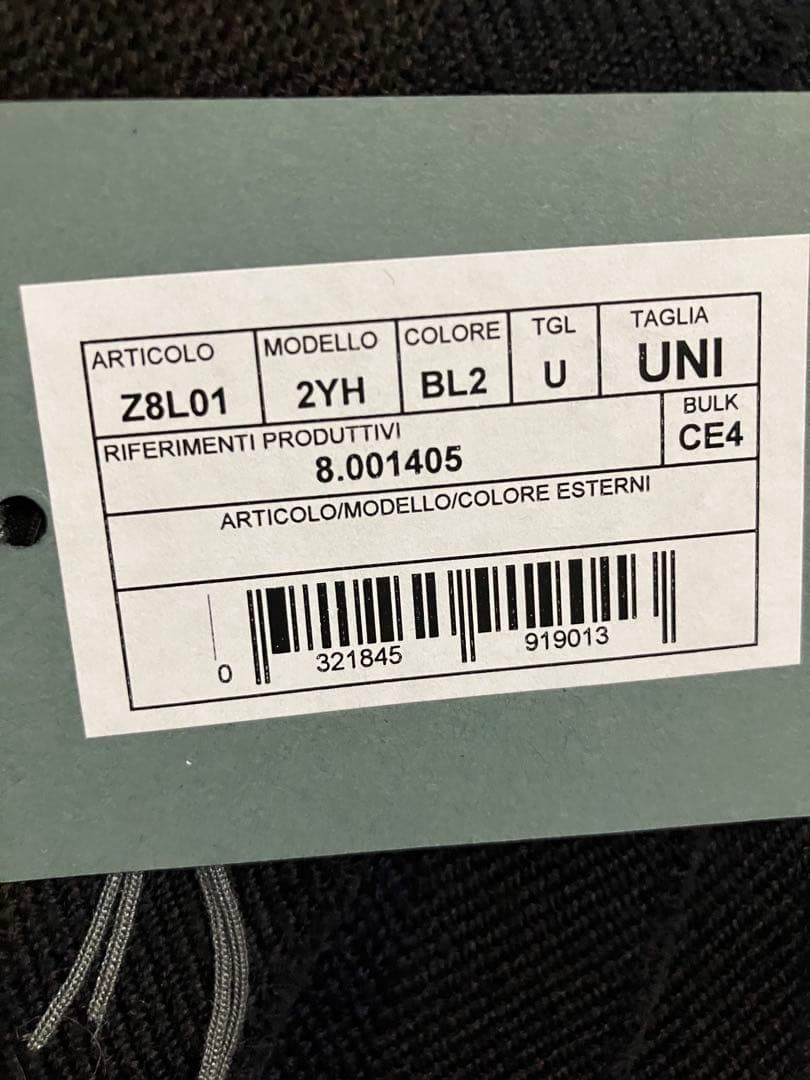 ARTICOLO MODELLO COLORE TGL TAGLIA
Z8L01 2YH BL2 U UNI
RIFERIMENTI PRODUTTIVI BULK
8.001405 CE4
ARTICOLO/MODELLO/COLORE ESTERNI
0 321845 919013